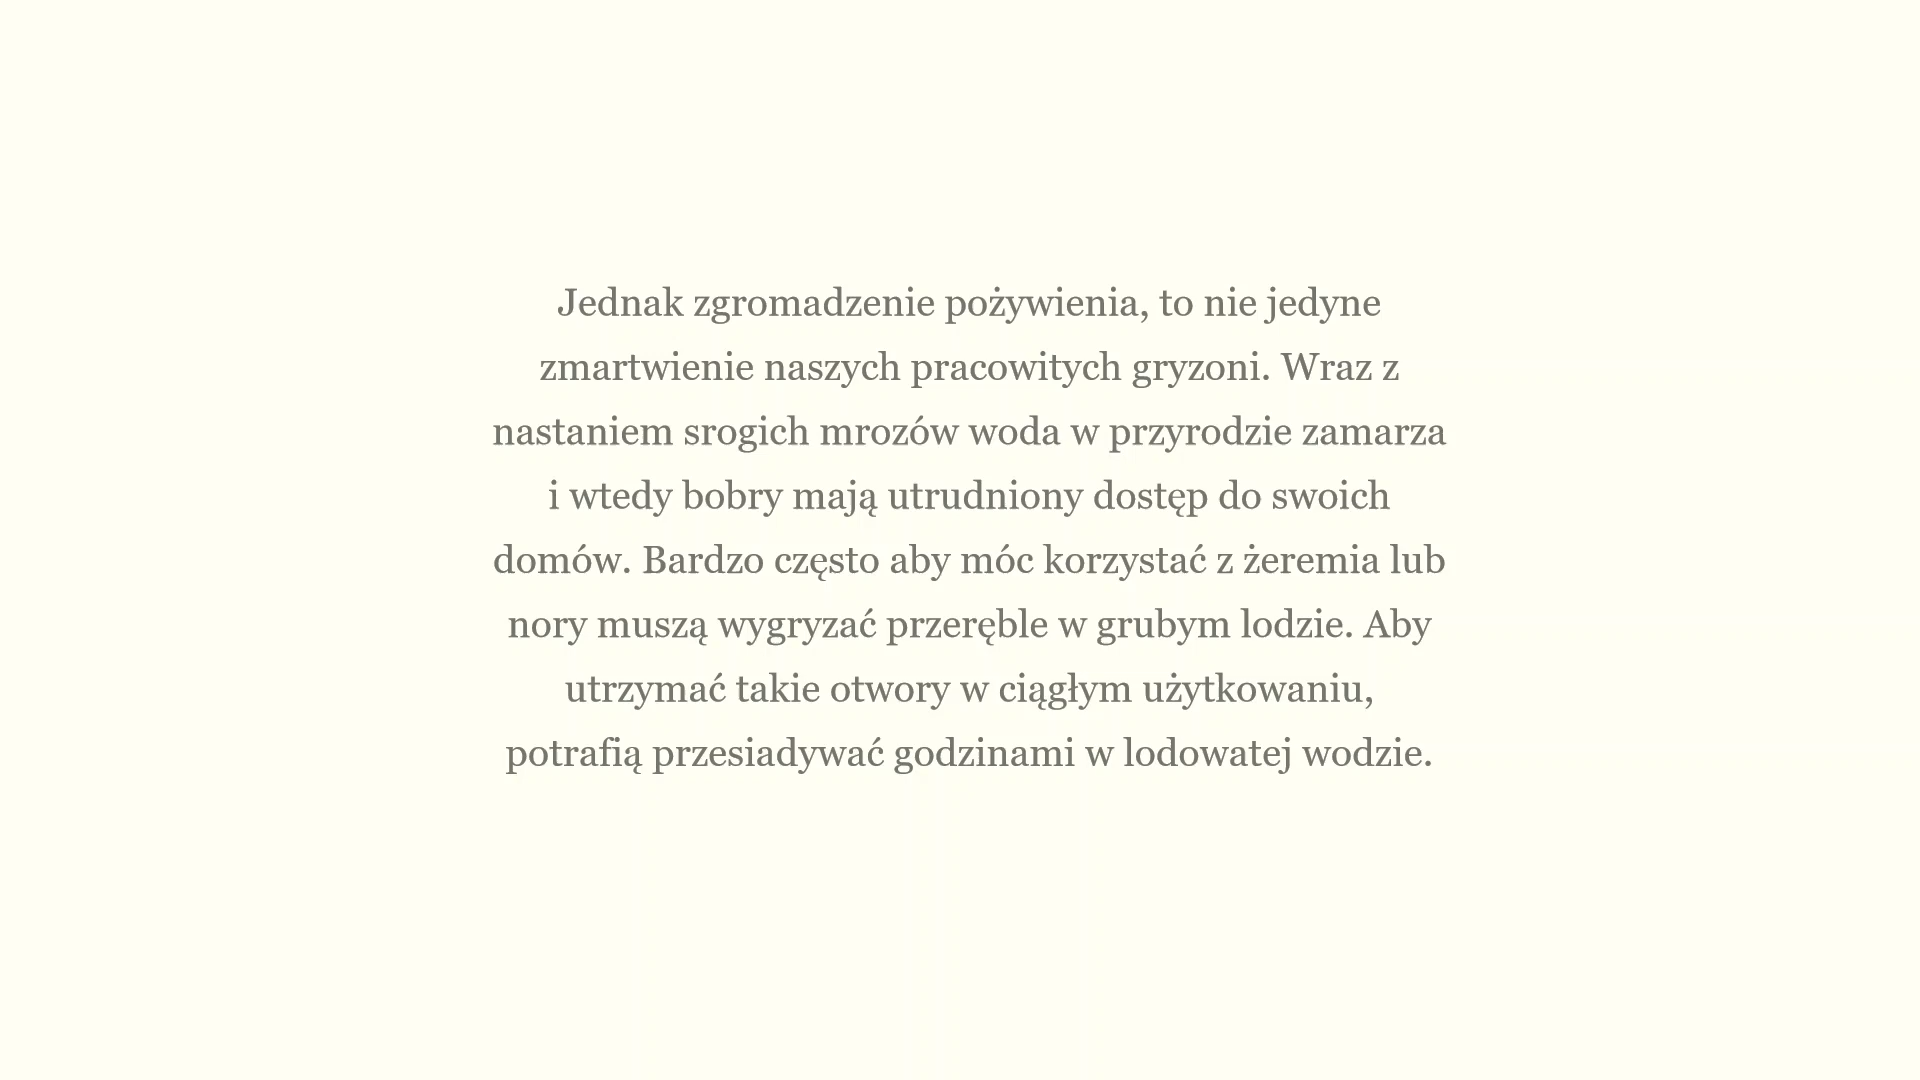 Jednak zgromadzenie pożywienia, to nie jedyne
zmartwienie naszych pracowitych gryzoni. Wraz z
nastaniem srogich mrozów woda w przyrodzie zamarza
i wtedy bobry mają utrudniony dostęp do swoich
domów. Bardzo często aby móc korzystać z żeremia lub
nory muszą wygryzać przeręble w grubym lodzie. Aby
utrzymać takie otwory w ciągłym użytkowaniu,
potrafią przesiadywać godzinami w lodowatej wodzie.